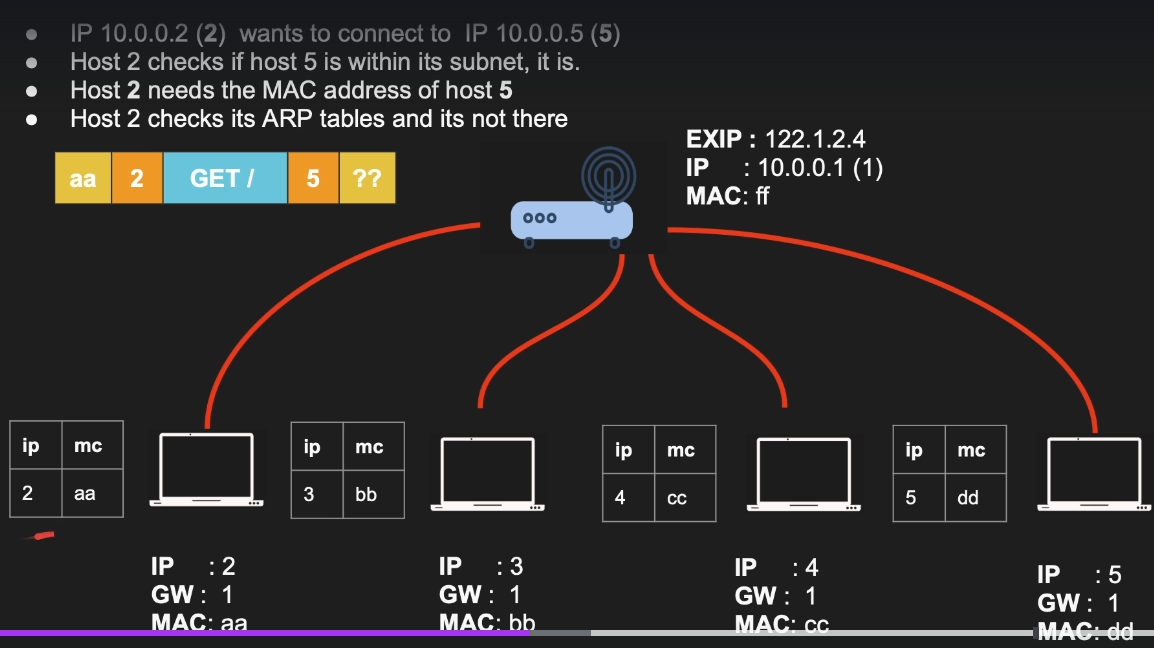 IP 10.0.0.2 (2) wants to connect to IP 10.0.0.5 (5)
Host 2 checks if host 5 is within its subnet, it is.
Host 2 needs the MAC address of host 5
Host 2 checks its ARP tables and its not there
aa 2 GET / 5 ??
EXIP : 122.1.2.4
IP : 10.0.0.1 (1)
MAC: ff
ip mc
2 aa
ip mc
3 bb
ip mc
4 cc
ip mc
5 dd
IP : 2
GW : 1
MAC: aa
IP : 3
GW : 1
MAC: bb
IP : 4
GW : 1
MAC: cc
IP : 5
GW : 1
MAC: dd